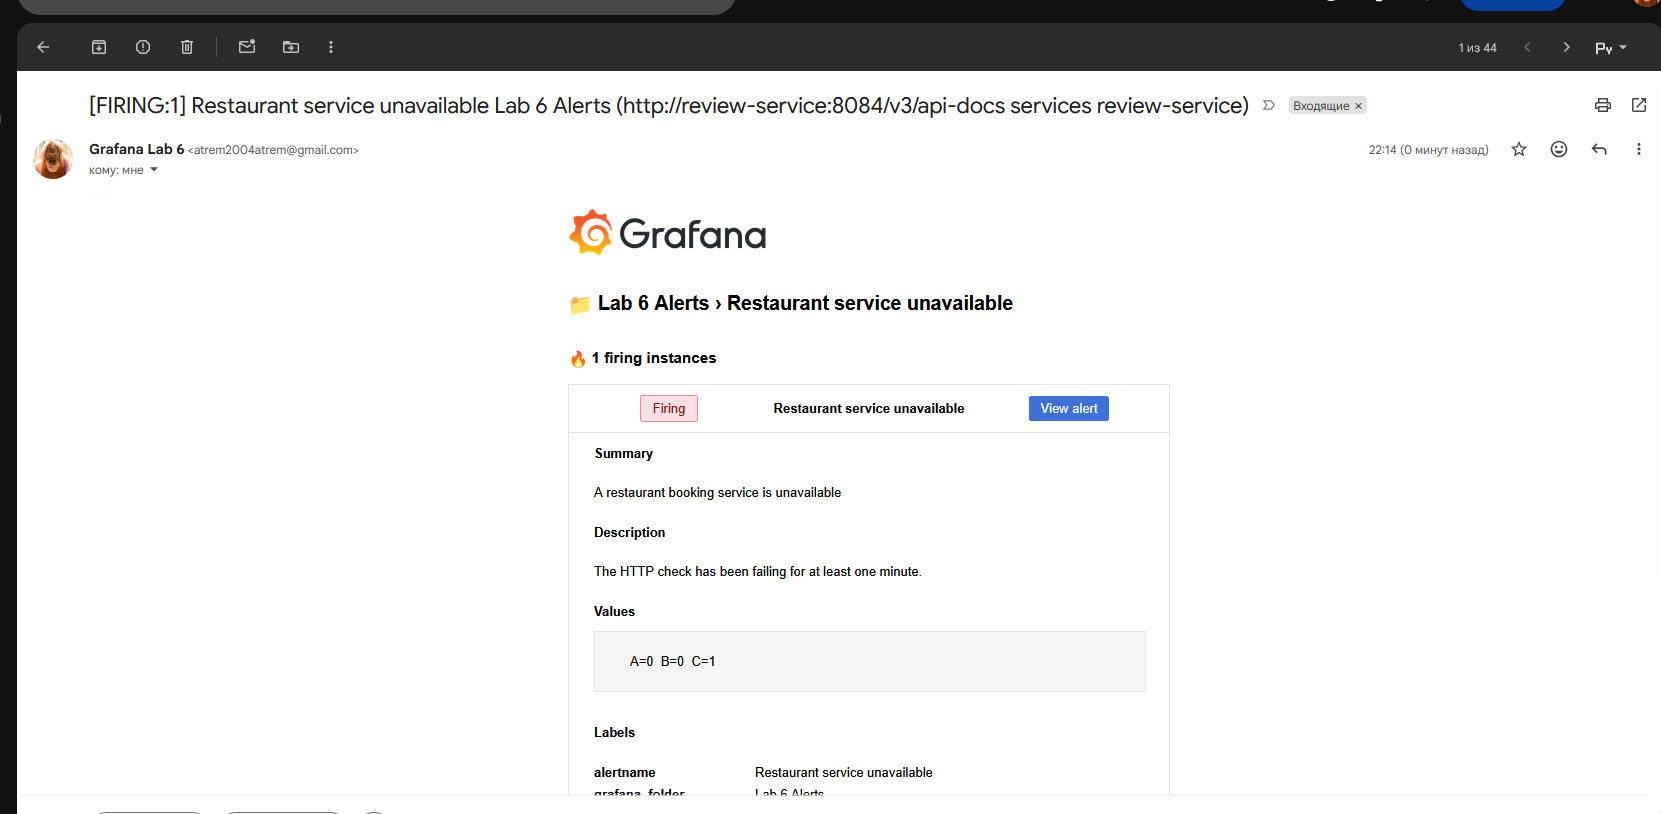 1 из 44
Ру
[FIRING:1] Restaurant service unavailable Lab 6 Alerts (http://review-service:8084/v3/api-docs services review-service)
Входящие ×
Grafana Lab 6 <atrem2004atrem@gmail.com>
22:14 (0 минут назад)
кому: мне
Grafana
Lab 6 Alerts › Restaurant service unavailable
1 firing instances
Firing
Restaurant service unavailable
View alert
Summary
A restaurant booking service is unavailable
Description
The HTTP check has been failing for at least one minute.
Values
A=0 B=0 C=1
Labels
alertname
Restaurant service unavailable
grafana_folder
Lab 6 Alerts